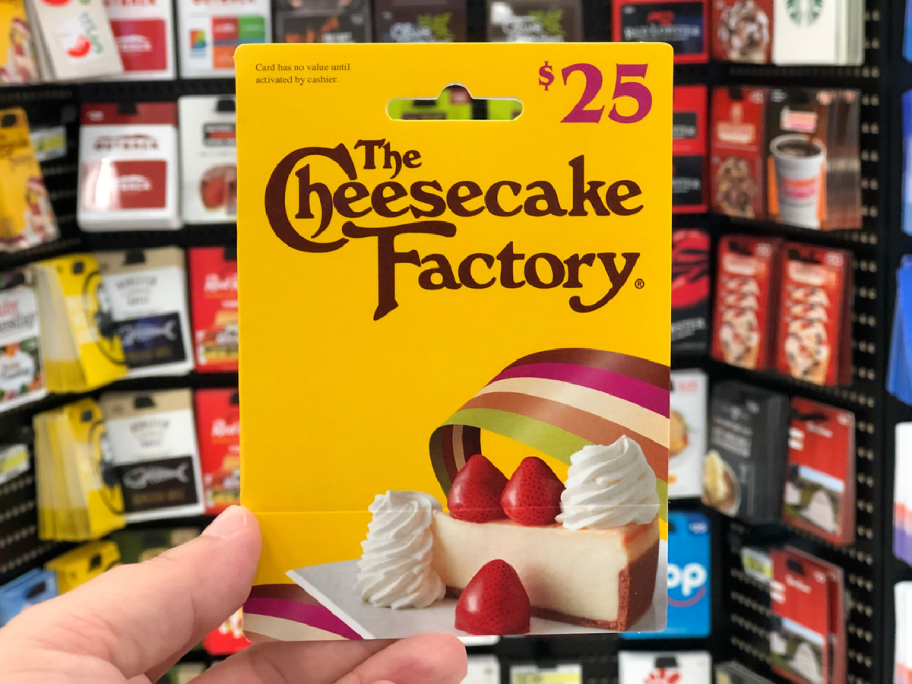 Card has no value until
activated by cashier.
$25
The
Cheesecake
Factory®